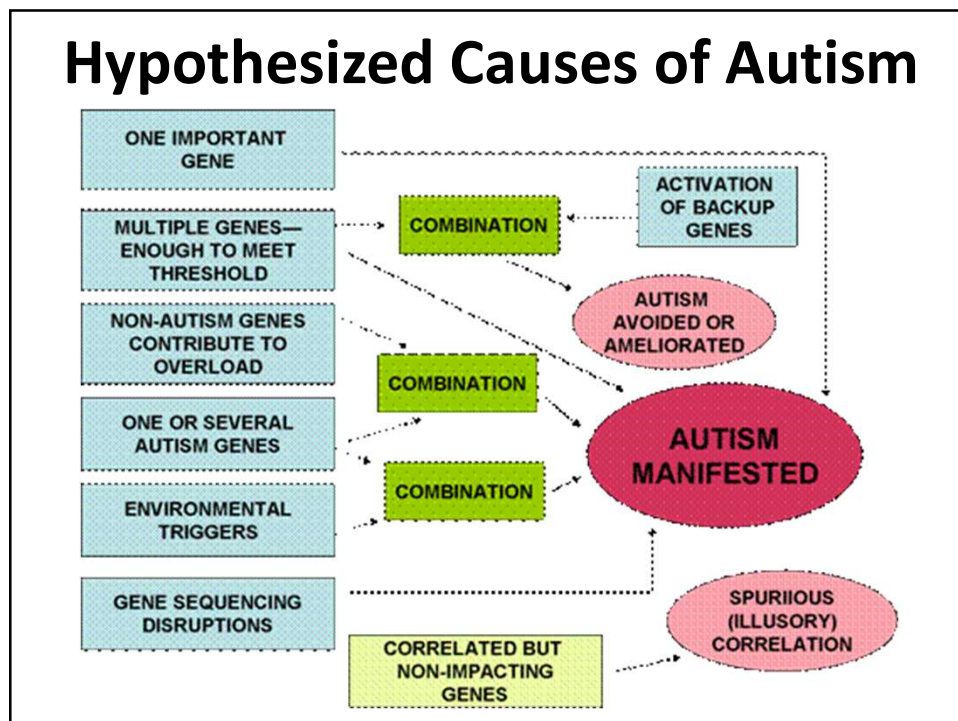 Hypothesized Causes of Autism
ONE IMPORTANT
GENE
ACTIVATION
OF BACKUP
GENES
MULTIPLE GENES—
ENOUGH TO MEET
THRESHOLD
COMBINATION
AUTISM
AVOIDED OR
AMELIORATED
NON-AUTISM GENES
CONTRIBUTE TO
OVERLOAD
COMBINATION
ONE OR SEVERAL
AUTISM GENES
AUTISM
MANIFESTED
COMBINATION
ENVIRONMENTAL
TRIGGERS
GENE SEQUENCING
DISRUPTIONS
SPURIIOUS
(ILLUSORY)
CORRELATION
CORRELATED BUT
NON-IMPACTING
GENES